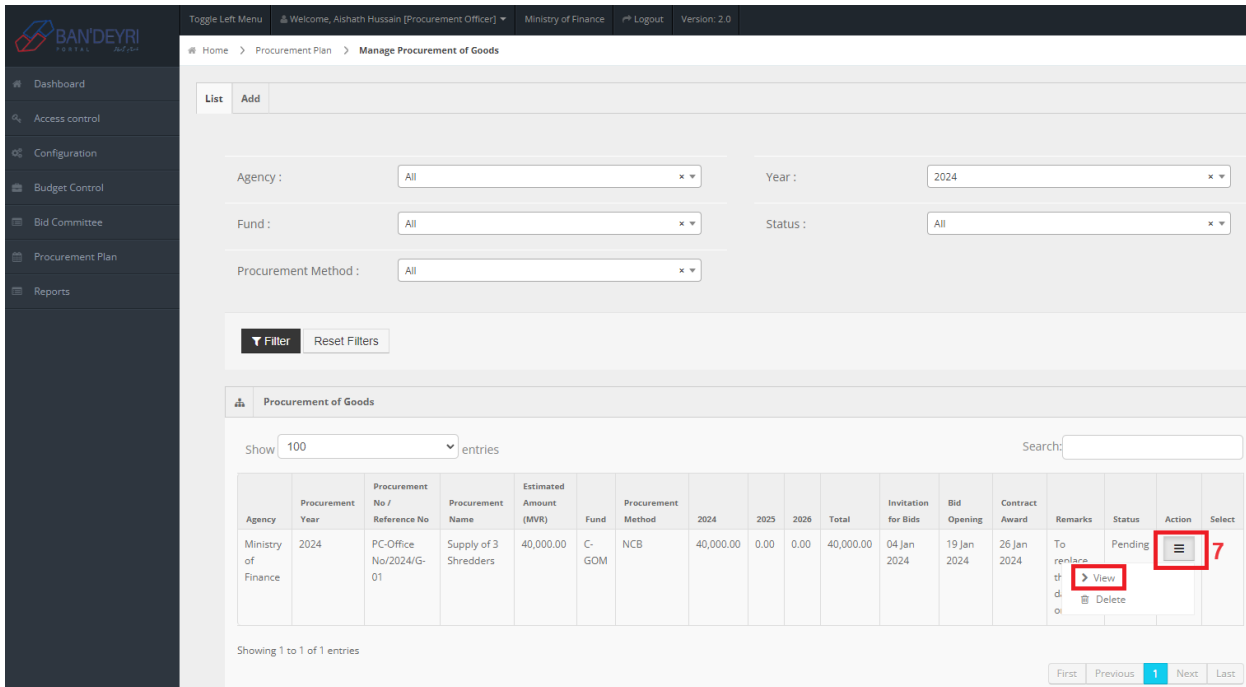 Toggle Left Menu Welcome, Aishath Hussain [Procurement Officer] Ministry of Finance Logout Version: 2.0
BAN'DEYRI
PORTAL
Home > Procurement Plan > Manage Procurement of Goods
Dashboard
Access control
Configuration
Budget Control
Bid Committee
Procurement Plan
Reports
List Add
Agency : All × Year : 2024 ×
Fund : All × Status : All ×
Procurement Method : All ×
Filter Reset Filters
Procurement of Goods
Show 100 entries Search:
Agency
Procurement Year
Procurement No / Reference No
Procurement Name
Estimated Amount (MVR)
Fund
Procurement Method
2024
2025
2026
Total
Invitation for Bids
Bid Opening
Contract Award
Remarks
Status
Action
Select
Ministry of Finance
2024
PC-Office No/2024/G-01
Supply of 3 Shredders
40,000.00
C-GOM
NCB
40,000.00
0.00
0.00
40,000.00
04 Jan 2024
19 Jan 2024
26 Jan 2024
To replace
Pending
7
> View
Delete
Showing 1 to 1 of 1 entries
First Previous 1 Next Last